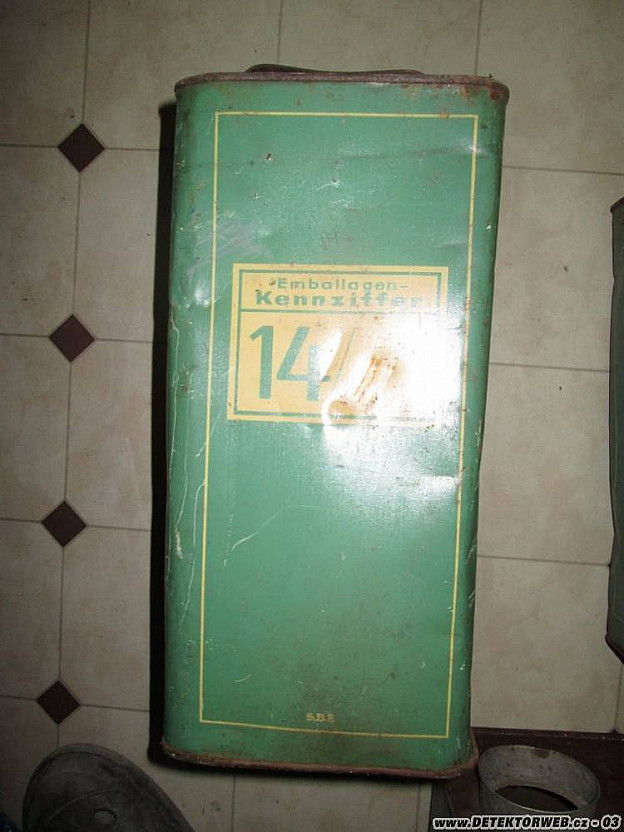 Emballagen-
Kennziffer
14/
S.B.F.
www.DETEKTORWEB.cz - 03